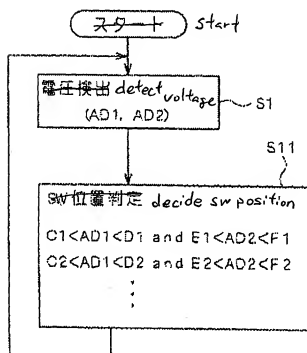 スタート start
電圧検出 detect voltage
(AD1, AD2)
S1
S11
SW位置判定 decide sw position
C1<AD1<D1 and E1<AD2<F1
C2<AD1<D2 and E2<AD2<F2